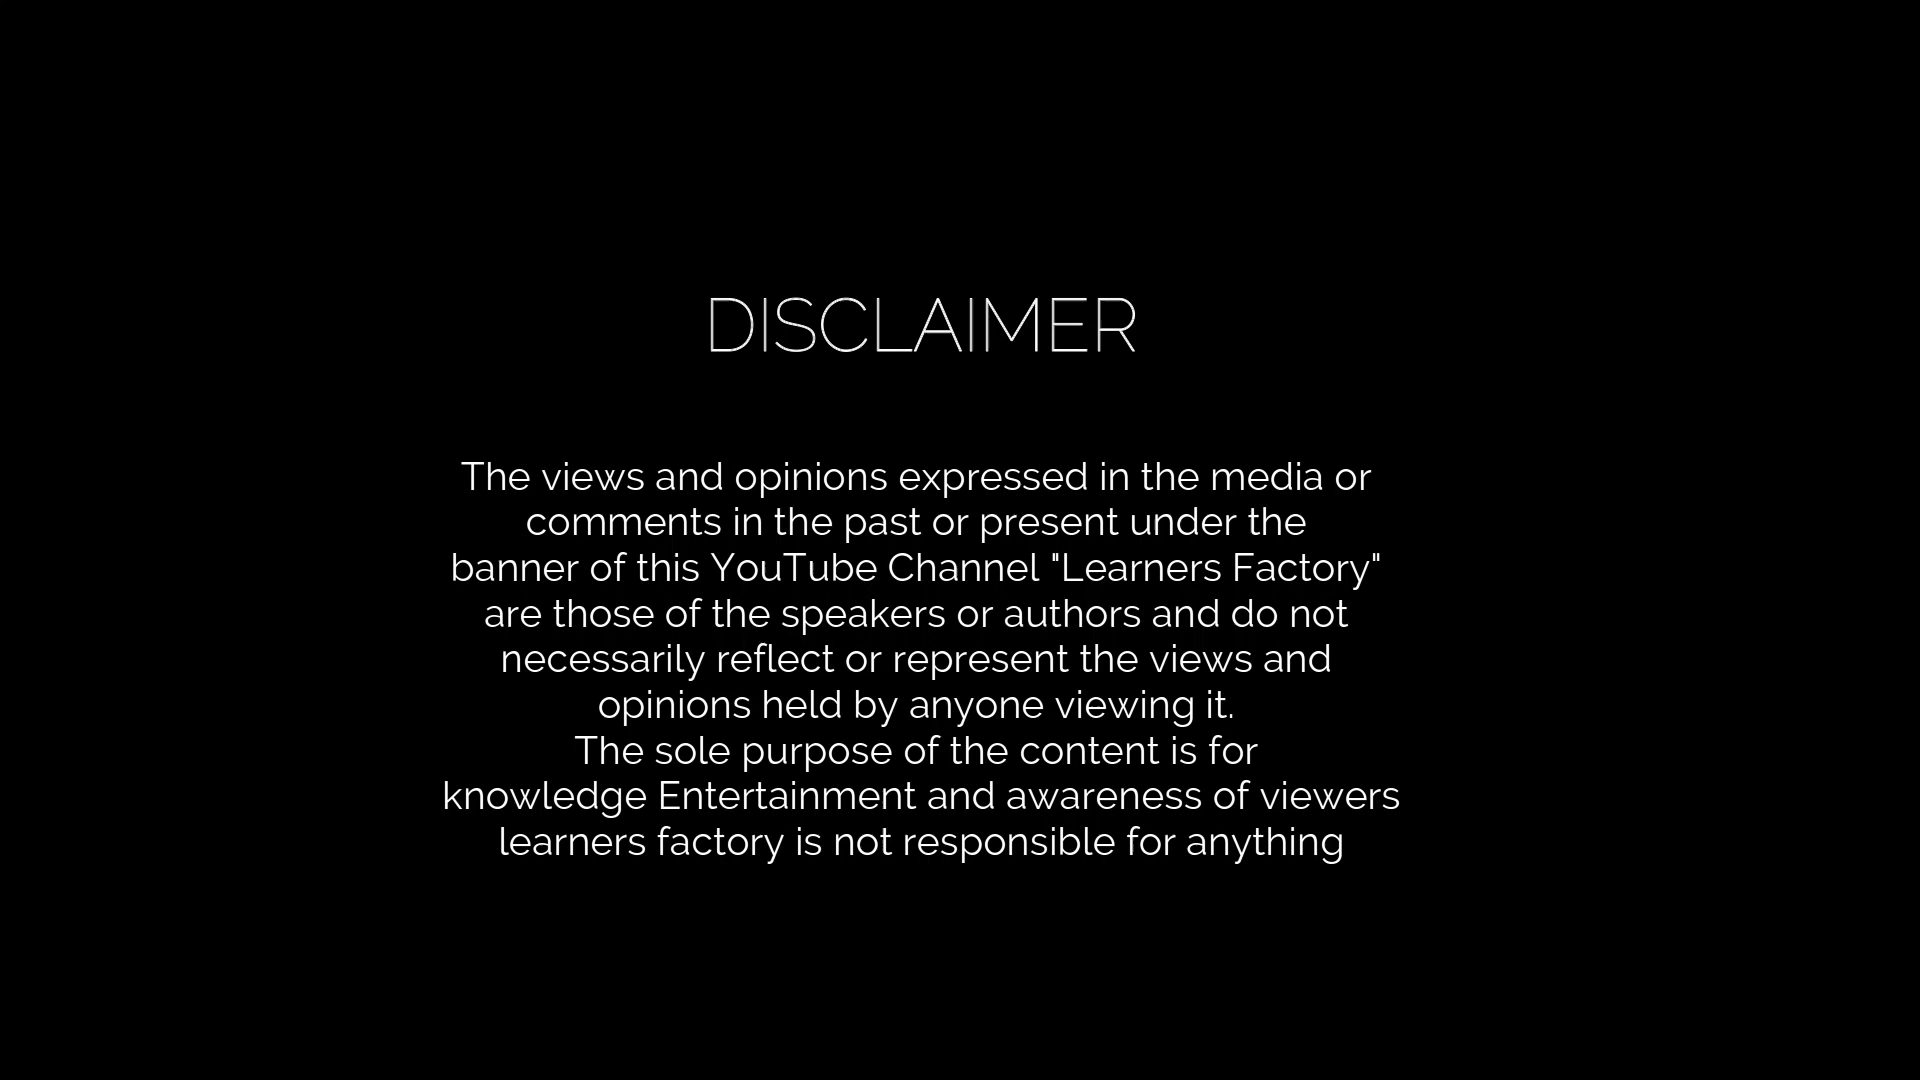 DISCLAIMER
The views and opinions expressed in the media or
comments in the past or present under the
banner of this YouTube Channel "Learners Factory"
are those of the speakers or authors and do not
necessarily reflect or represent the views and
opinions held by anyone viewing it.
The sole purpose of the content is for
knowledge Entertainment and awareness of viewers
learners factory is not responsible for anything